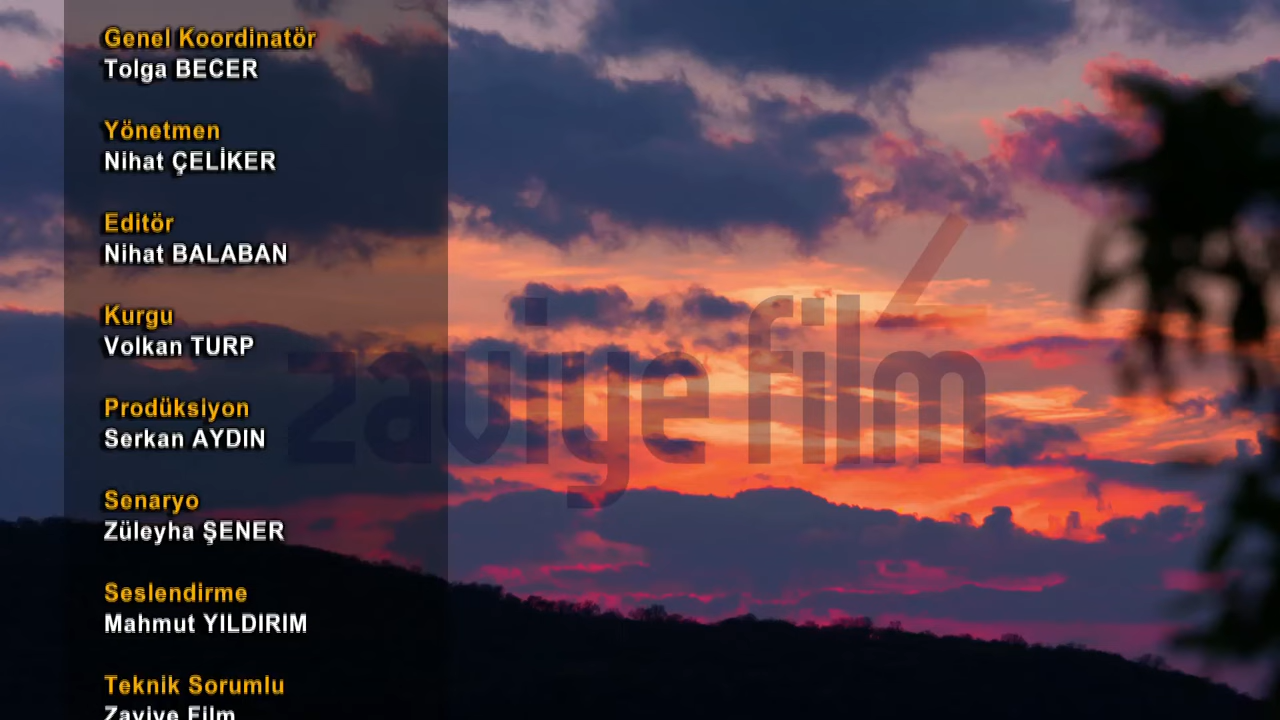 Genel Koordinatör
Tolga BECER
Yönetmen
Nihat ÇELİKER
Editör
Nihat BALABAN
Kurgu
Volkan TURP
Prodüksiyon
Serkan AYDIN
zaviye film
Senaryo
Züleyha ŞENER
Seslendirme
Mahmut YILDIRIM
Teknik Sorumlu
Zaviye Film